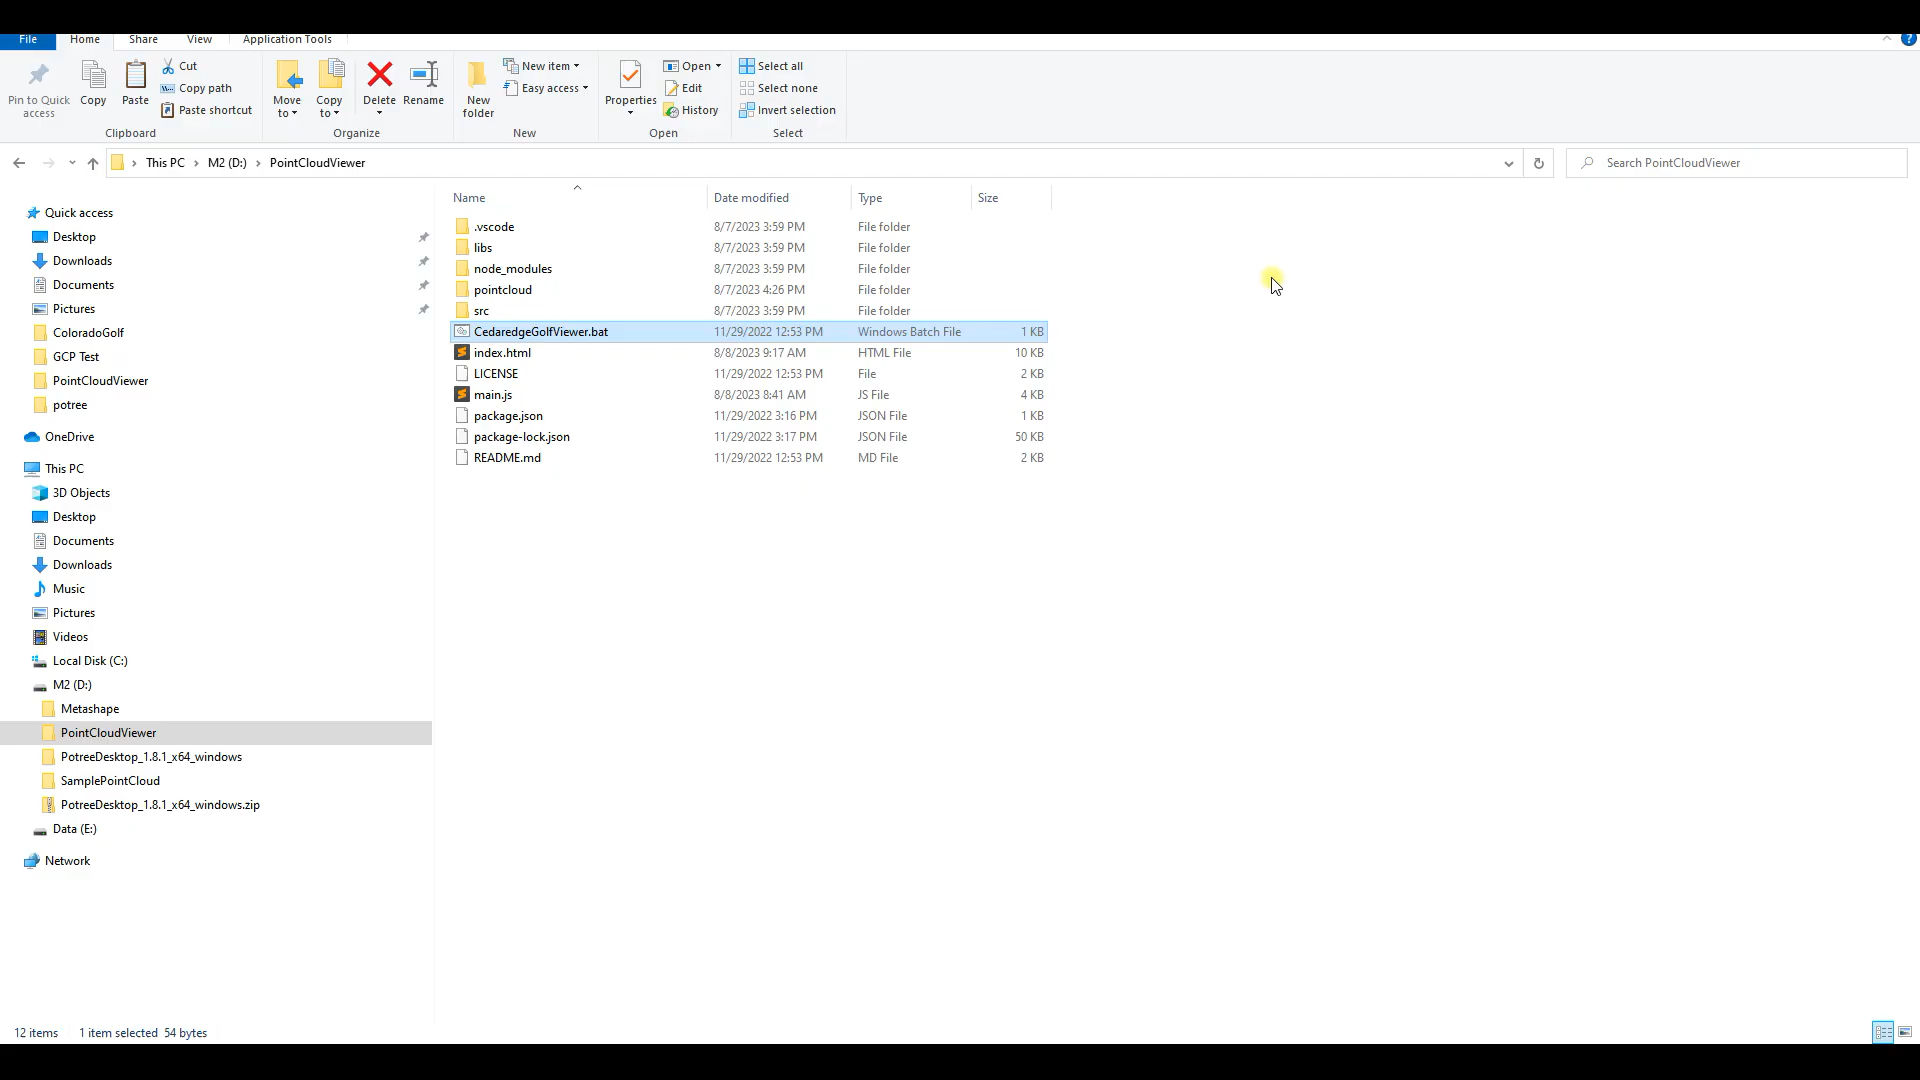 File Home Share View Application Tools ?
Pin to Quick access Copy Paste Cut Copy path Paste shortcut Clipboard
Move to Copy to Delete Rename Organize
New folder New item Easy access New
Properties Open Edit History Open
Select all Select none Invert selection Select
This PC M2 (D:) PointCloudViewer Search PointCloudViewer
Name Date modified Type Size
.vscode 8/7/2023 3:59 PM File folder
libs 8/7/2023 3:59 PM File folder
node_modules 8/7/2023 3:59 PM File folder
pointcloud 8/7/2023 4:26 PM File folder
src 8/7/2023 3:59 PM File folder
CedaredgeGolfViewer.bat 11/29/2022 12:53 PM Windows Batch File 1 KB
index.html 8/8/2023 9:17 AM HTML File 10 KB
LICENSE 11/29/2022 12:53 PM File 2 KB
main.js 8/8/2023 8:41 AM JS File 4 KB
package.json 11/29/2022 3:16 PM JSON File 1 KB
package-lock.json 11/29/2022 3:17 PM JSON File 50 KB
README.md 11/29/2022 12:53 PM MD File 2 KB
Quick access
Desktop
Downloads
Documents
Pictures
ColoradoGolf
GCP Test
PointCloudViewer
potree
OneDrive
This PC
3D Objects
Desktop
Documents
Downloads
Music
Pictures
Videos
Local Disk (C:)
M2 (D:)
Metashape
PointCloudViewer
PotreeDesktop_1.8.1_x64_windows
SamplePointCloud
PotreeDesktop_1.8.1_x64_windows.zip
Data (E:)
Network
12 items 1 item selected 54 bytes